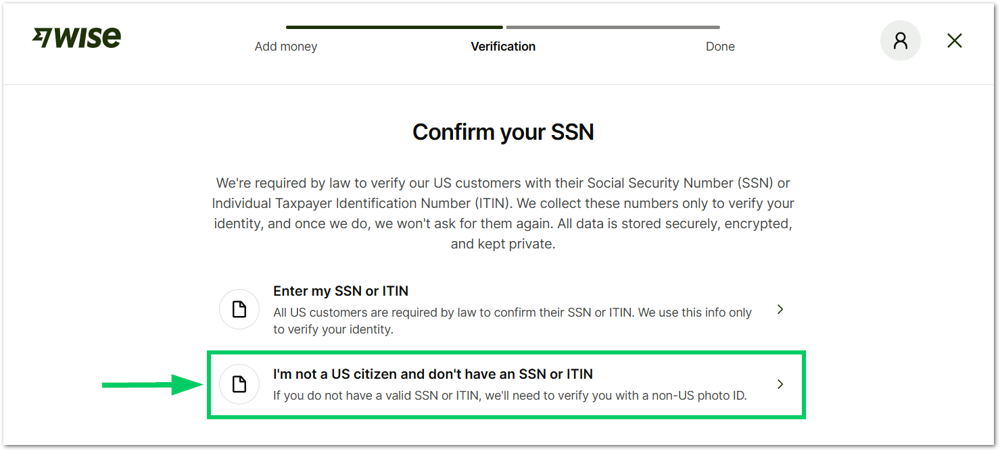 WISE
Add money
Verification
Done
Confirm your SSN
We're required by law to verify our US customers with their Social Security Number (SSN) or
Individual Taxpayer Identification Number (ITIN). We collect these numbers only to verify your
identity, and once we do, we won't ask for them again. All data is stored securely, encrypted,
and kept private.
Enter my SSN or ITIN
All US customers are required by law to confirm their SSN or ITIN. We use this info only
to verify your identity.
I'm not a US citizen and don't have an SSN or ITIN
If you do not have a valid SSN or ITIN, we'll need to verify you with a non-US photo ID.